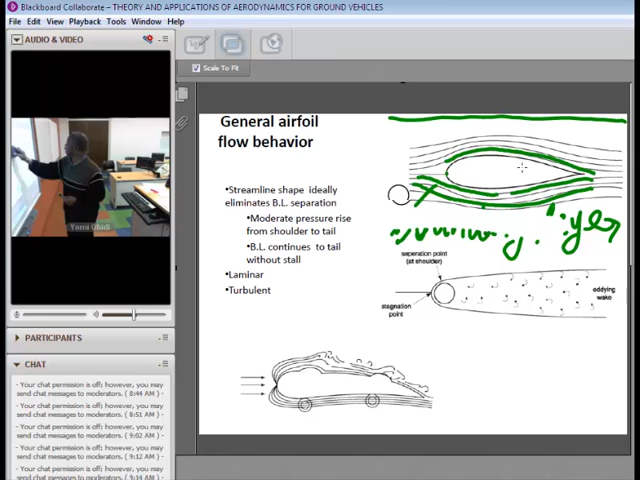 Blackboard Collaborate – THEORY AND APPLICATIONS OF AERODYNAMICS FOR GROUND VEHICLES
File Edit View Playback Tools Window Help
AUDIO & VIDEO
Scale To Fit
Yomi Obidi
PARTICIPANTS
CHAT
- Your chat permission is off; however, you may
send chat messages to moderators. ( 8:44 AM ) -
- Your chat permission is off; however, you may
send chat messages to moderators. ( 8:51 AM ) -
- Your chat permission is off; however, you may
send chat messages to moderators. ( 9:02 AM ) -
- Your chat permission is off; however, you may
send chat messages to moderators. ( 9:12 AM ) -
- Your chat permission is off; however, you may
send chat messages to moderators. ( 9:14 AM ) -
General airfoil
flow behavior
•Streamline shape ideally
eliminates B.L. separation
•Moderate pressure rise
from shoulder to tail
•B.L. continues to tail
without stall
•Laminar
•Turbulent
separation point
(at shoulder)
stagnation
point
eddying
wake